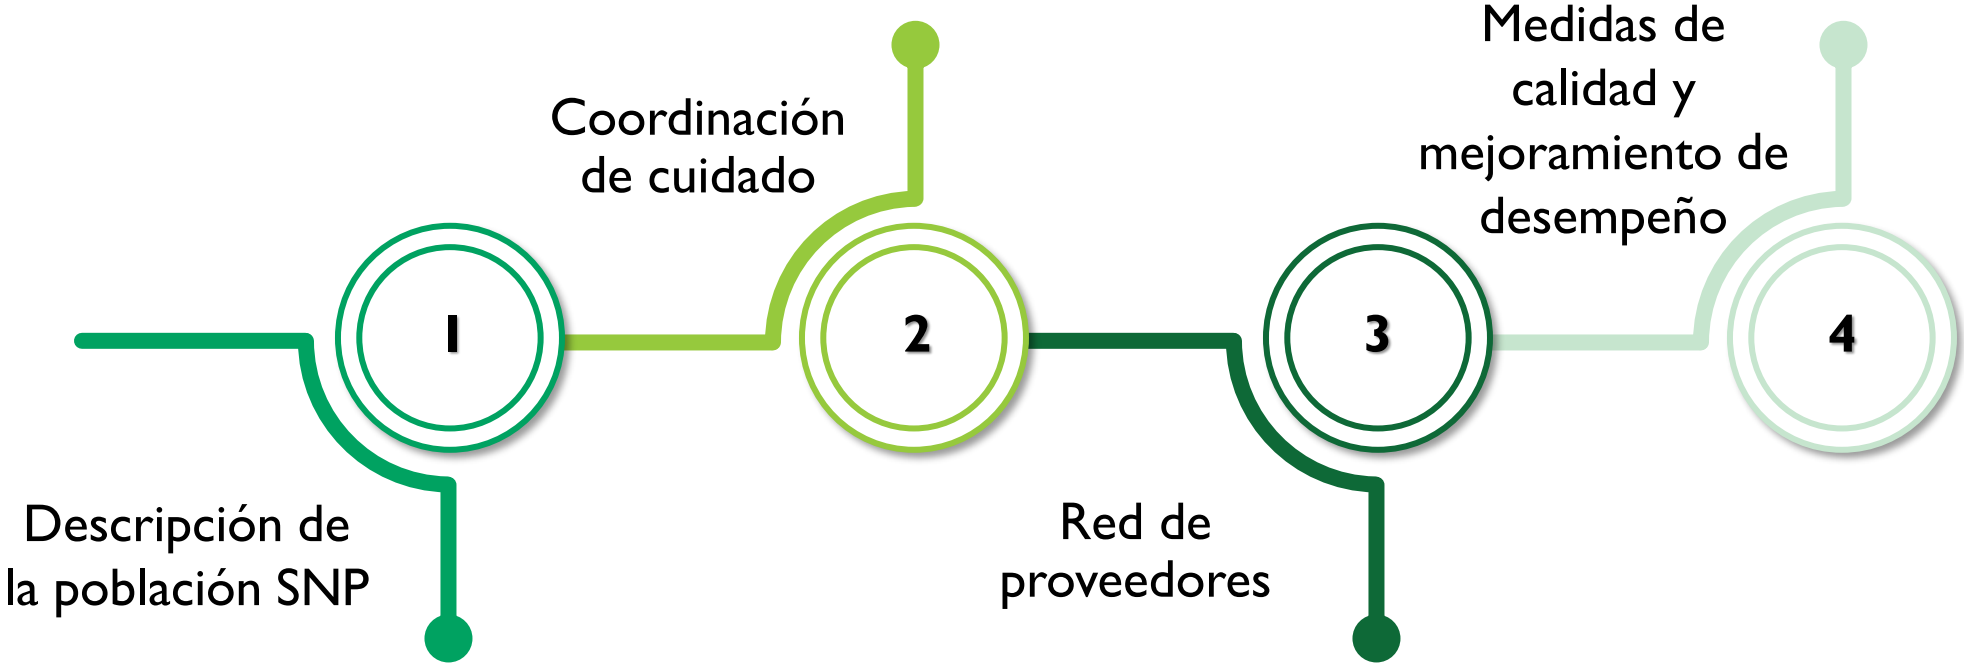 1
Descripción de
la población SNP
2
Coordinación
de cuidado
3
Red de
proveedores
4
Medidas de
calidad y
mejoramiento de
desempeño